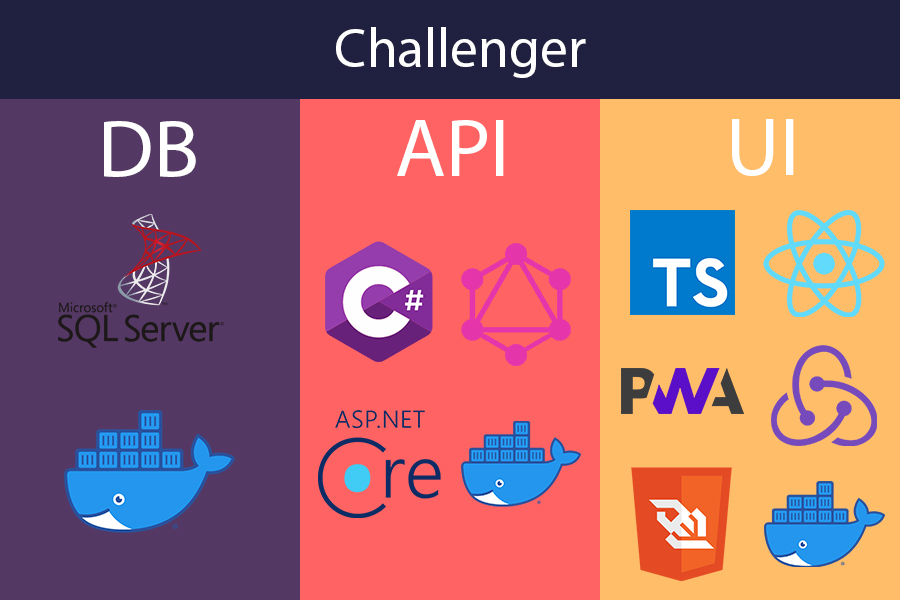 Challenger
DB
API
UI
Microsoft®
SQL Server®
C#
ASP.NET
Core
TS
PWA